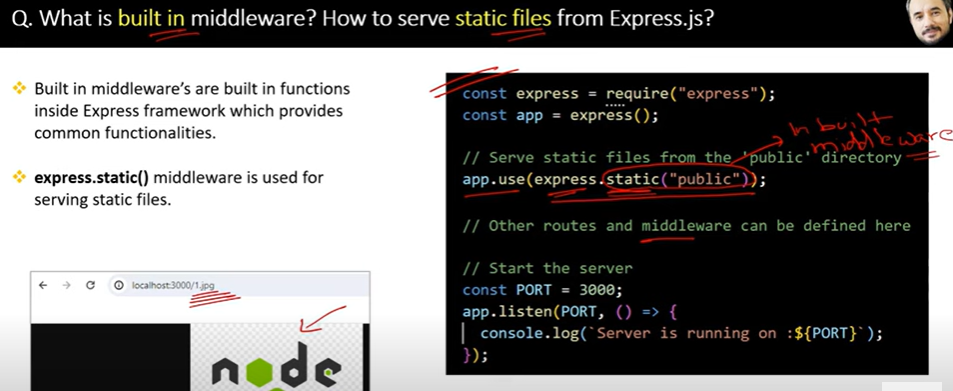 Q. What is built in middleware? How to serve static files from Express.js?
Built in middleware's are built in functions
inside Express framework which provides
common functionalities.
express.static() middleware is used for
serving static files.
localhost:3000/1.jpg
node
const express = require("express");
const app = express();
In built
middleware
// Serve static files from the 'public' directory
app.use(express.static("public"));
// Other routes and middleware can be defined here
// Start the server
const PORT = 3000;
app.listen(PORT, () => {
console.log(`Server is running on :${PORT}`);
});